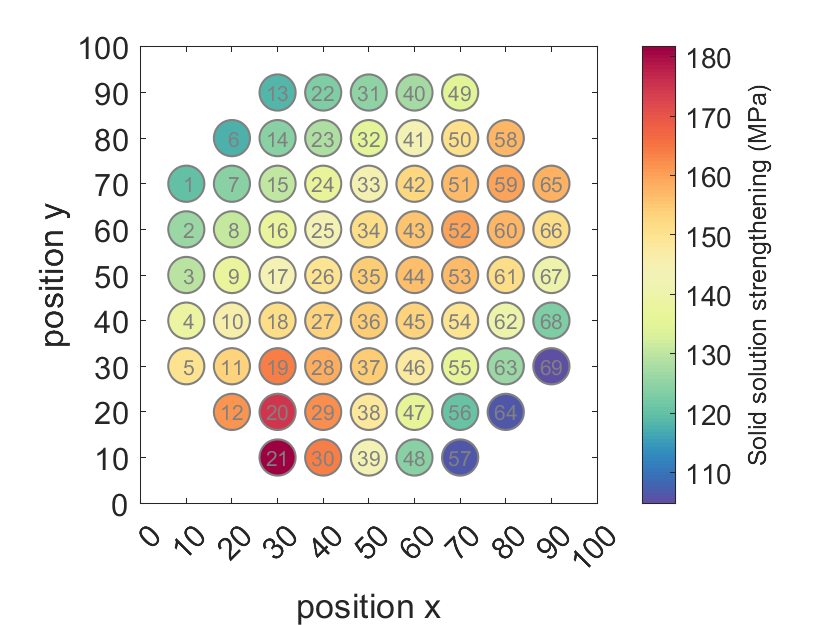 100
90
80
70
60
50
40
30
20
10
0
position y
13 22 31 40 49
6 14 23 32 41 50 58
1 7 15 24 33 42 51 59 65
2 8 16 25 34 43 52 60 66
3 9 17 26 35 44 53 61 67
4 10 18 27 36 45 54 62 68
5 11 19 28 37 46 55 63 69
12 20 29 38 47 56 64
21 30 39 48 57
0 10 20 30 40 50 60 70 80 90 100
position x
180
170
160
150
140
130
120
110
Solid solution strengthening (MPa)